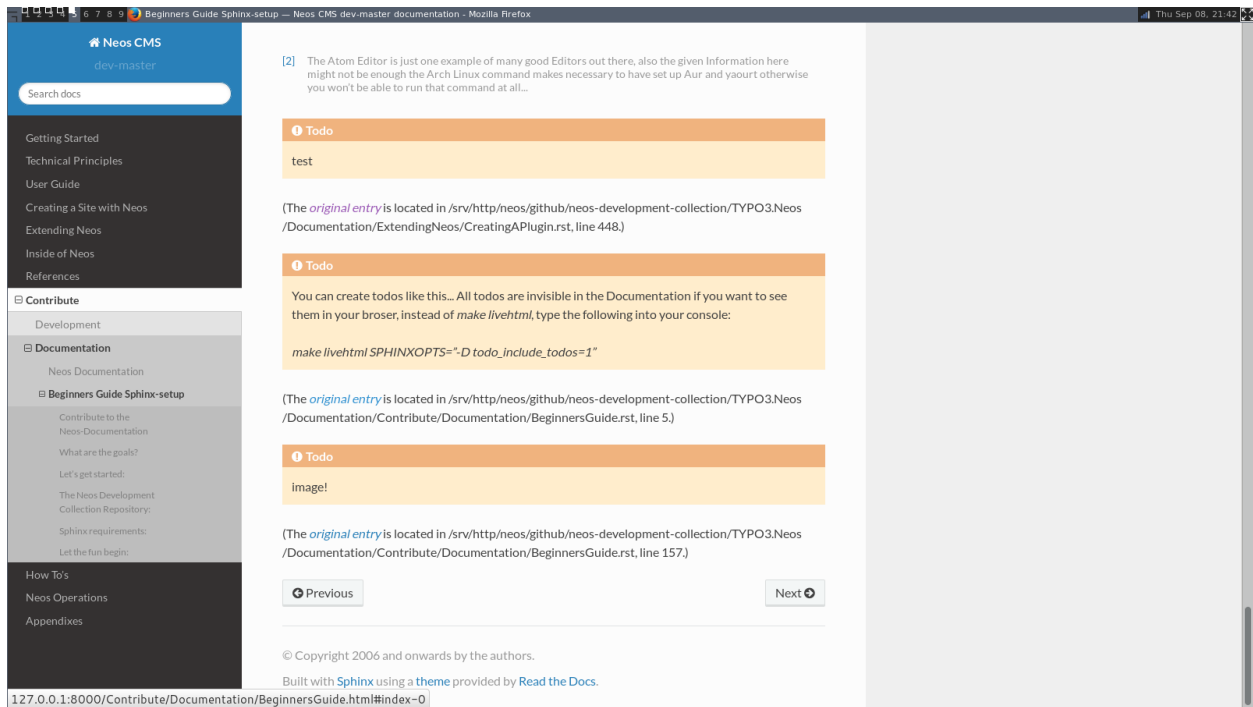 1 2 3 4 5 6 7 8 9 Beginners Guide Sphinx-setup — Neos CMS dev-master documentation - Mozilla Firefox
Thu Sep 08, 21:42
Neos CMS
dev-master
Search docs
Getting Started
Technical Principles
User Guide
Creating a Site with Neos
Extending Neos
Inside of Neos
References
Contribute
Development
Documentation
Neos Documentation
Beginners Guide Sphinx-setup
Contribute to the
Neos-Documentation
What are the goals?
Let's get started:
The Neos Development
Collection Repository:
Sphinx requirements:
Let the fun begin:
How To's
Neos Operations
Appendixes
[2] The Atom Editor is just one example of many good Editors out there, also the given Information here
might not be enough the Arch Linux command makes necessary to have set up Aur and yaourt otherwise
you won't be able to run that command at all...
Todo
test
(The original entry is located in /srv/http/neos/github/neos-development-collection/TYPO3.Neos
/Documentation/ExtendingNeos/CreatingAPlugin.rst, line 448.)
Todo
You can create todos like this... All todos are invisible in the Documentation if you want to see
them in your broser, instead of make livehtml, type the following into your console:
make livehtml SPHINXOPTS="-D todo_include_todos=1"
(The original entry is located in /srv/http/neos/github/neos-development-collection/TYPO3.Neos
/Documentation/Contribute/Documentation/BeginnersGuide.rst, line 5.)
Todo
image!
(The original entry is located in /srv/http/neos/github/neos-development-collection/TYPO3.Neos
/Documentation/Contribute/Documentation/BeginnersGuide.rst, line 157.)
Previous
Next
© Copyright 2006 and onwards by the authors.
Built with Sphinx using a theme provided by Read the Docs.
127.0.0.1:8000/Contribute/Documentation/BeginnersGuide.html#index-0